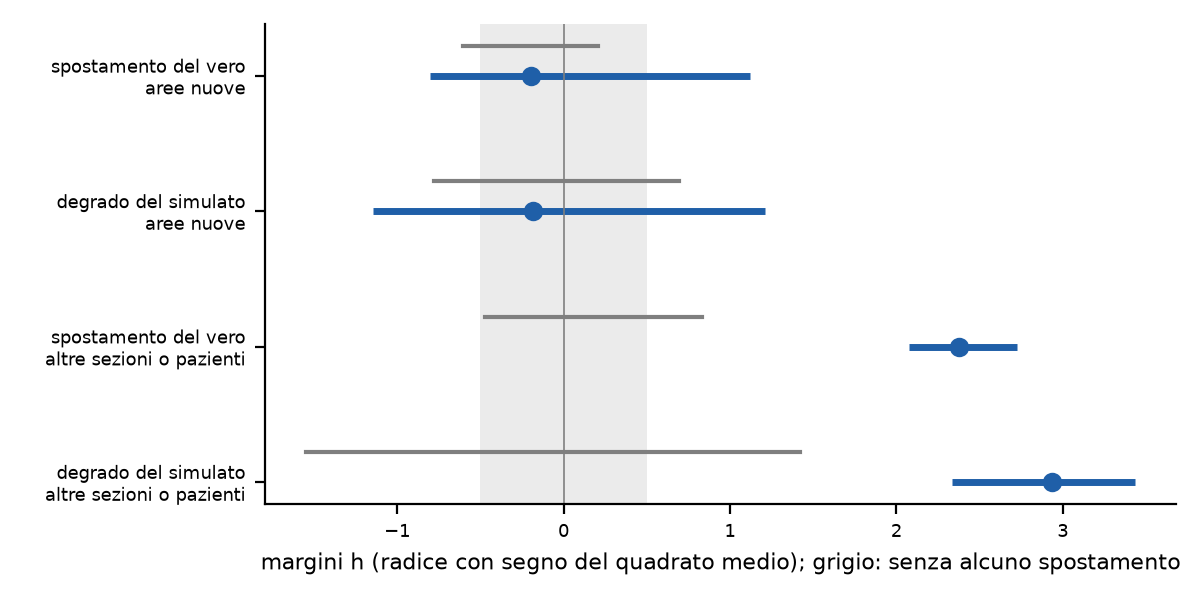 spostamento del vero
aree nuove
degrado del simulato
aree nuove
spostamento del vero
altre sezioni o pazienti
degrado del simulato
altre sezioni o pazienti
−1 0 1 2 3
margini h (radice con segno del quadrato medio); grigio: senza alcuno spostamento